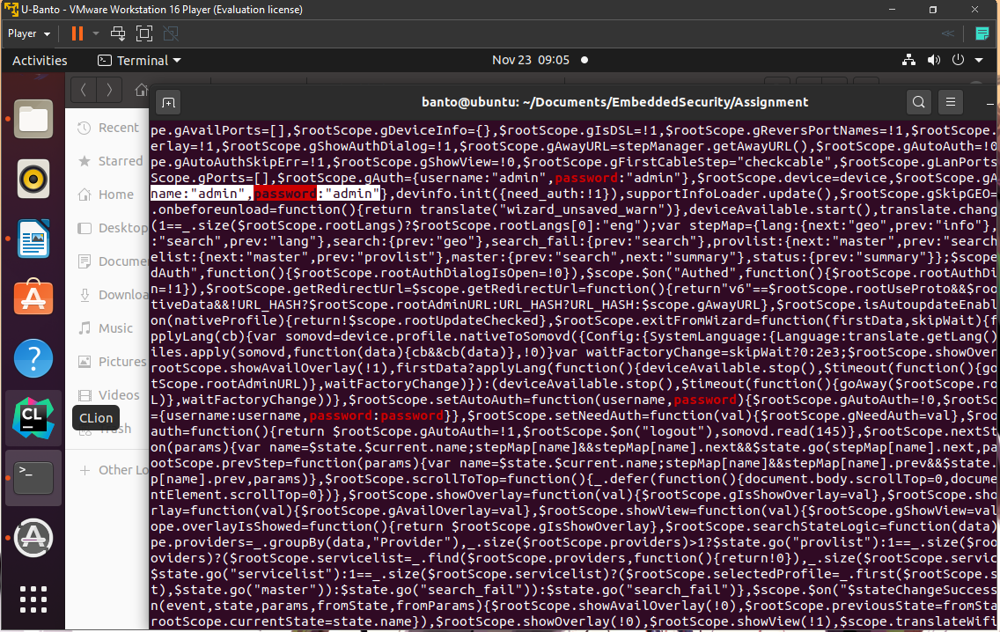 U-Banto - VMware Workstation 16 Player (Evaluation license)
Player
Activities
Terminal
Nov 23 09:05
banto@ubuntu: ~/Documents/EmbeddedSecurity/Assignment
Recent
Starred
Home
Desktop
Docume
Downloa
Music
Pictures
Videos
Trash
Other Lo
CLion
pe.gAvailPorts=[],$rootScope.gDeviceInfo={},$rootScope.gIsDSL=!1,$rootScope.gReversPortNames=!1,$rootScope.
erlay=!1,$rootScope.gShowAuthDialog=!1,$rootScope.gAwayURL=stepManager.getAwayURL(),$rootScope.gAutoAuth=!0
pe.gAutoAuthSkipErr=!1,$rootScope.gShowView=!0,$rootScope.gFirstCableStep="checkable",$rootScope.gLanPorts
Scope.gPorts=[],$rootScope.gAuth={username:"admin",password:"admin"},$rootScope.device=device,$rootScope.gA
name:"admin",password:"admin"},devinfo.init({need_auth:!1}),supportInfoLoader.update(),$rootScope.gSkipGEO=
.onbeforeunload=function(){return translate("wizard_unsaved_warn")},deviceAvailable.start(),translate.chang
(1==_.size($rootScope.rootLangs)?$rootScope.rootLangs[0]:"eng");var stepMap={lang:{next:"geo",prev:"info"},
:"search",prev:"lang"},search:{prev:"geo"},search_fail:{prev:"search"},provlist:{next:"master",prev:"search
elist:{next:"master",prev:"provlist"},master:{prev:"search",next:"summary"},status:{prev:"summary"}};$scope
dAuth",function(){$rootScope.rootAuthDialogIsOpen=!0}),$scope.$on("Authed",function(){$rootScope.rootAuthDi
n=!1}),$rootScope.getRedirectUrl=$scope.getRedirectUrl=function(){return"v6"==$rootScope.rootUseProto&&$roo
tiveData&&!URL_HASH?$rootScope.rootAdminURL:URL_HASH?URL_HASH:$scope.gAwayURL},$rootScope.isAutoupdateEnabl
on(nativeProfile){return!$scope.rootUpdateChecked},$rootScope.exitFromWizard=function(firstData,skipWait){f
pplyLang(cb){var somovd=device.profile.nativeToSomovd({Config:{SystemLanguage:{Language:translate.getLang()
iles.apply(somovd,function(data){cb&&cb(data)},!0)}var waitFactoryChange=skipWait?0:2e3;$rootScope.showOver
rootScope.showAvailOverlay(!1),firstData?applyLang(function(){deviceAvailable.stop(),$timeout(function(){go
tScope.rootAdminURL)},waitFactoryChange)}):(deviceAvailable.stop(),$timeout(function(){goAway($rootScope.ro
L)},waitFactoryChange))},$rootScope.setAutoAuth=function(username,password){$rootScope.gAutoAuth=!0,$rootSc
={username:username,password:password}},$rootScope.setNeedAuth=function(val){$rootScope.gNeedAuth=val},$roo
auth=function(){return $rootScope.gAutoAuth=!1,$rootScope.$on("logout"),somovd.read(145)},$rootScope.nextSt
on(params){var name=$state.$current.name;stepMap[name]&&stepMap[name].next&&$state.go(stepMap[name].next,pa
ootScope.prevStep=function(params){var name=$state.$current.name;stepMap[name]&&stepMap[name].prev&&$state.
p[name].prev,params)},$rootScope.scrollToTop=function(){_.defer(function(){document.body.scrollTop=0,docume
ntElement.scrollTop=0})},$rootScope.showOverlay=function(val){$rootScope.gIsShowOverlay=val},$rootScope.sho
rlay=function(val){$rootScope.gAvailOverlay=val},$rootScope.showView=function(val){$rootScope.gShowView=val
ope.overlayIsShowed=function(){return $rootScope.gIsShowOverlay},$rootScope.searchStateLogic=function(data)
pe.providers=_.groupBy(data,"Provider"),_.size($rootScope.providers)>1?$state.go("provlist"):1==_.size($roo
oviders)?($rootScope.servicelist=_.find($rootScope.providers,function(){return!0}),_.size($rootScope.servic
$state.go("servicelist"):1==_.size($rootScope.servicelist)?($rootScope.selectedProfile=_.first($rootScope.s
t),$state.go("master")):$state.go("search_fail")):$state.go("search_fail")},$scope.$on("$stateChangeSuccess
n(event,state,params,fromState,fromParams){$rootScope.showAvailOverlay(!0),$rootScope.previousState=fromSta
rootScope.currentState=state.name}),$rootScope.showOverlay(!0),$rootScope.showView(!1),$scope.translateWifi